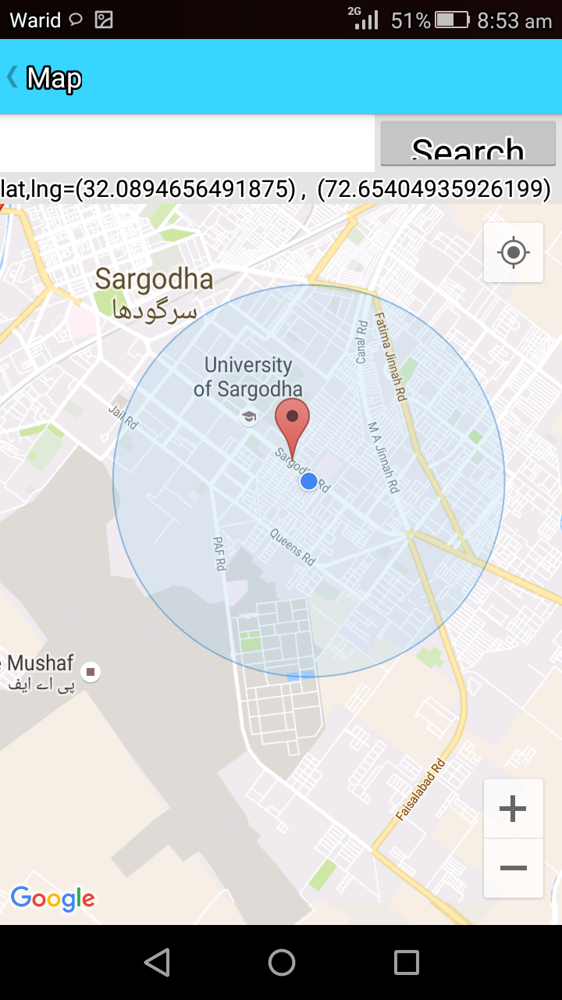 Warid 2G 51% 8:53 am
Map
Search
lat,lng=(32.0894656491875) , (72.65404935926199)
Sargodha
سرگودھا
Fatima Jinnah Rd
Canal Rd
University
of Sargodha
Jail Rd
M A Jinnah Rd
Sargodha Rd
Queens Rd
PAF Rd
e Mushaf
پی اے ایف
Faisalabad Rd
Google